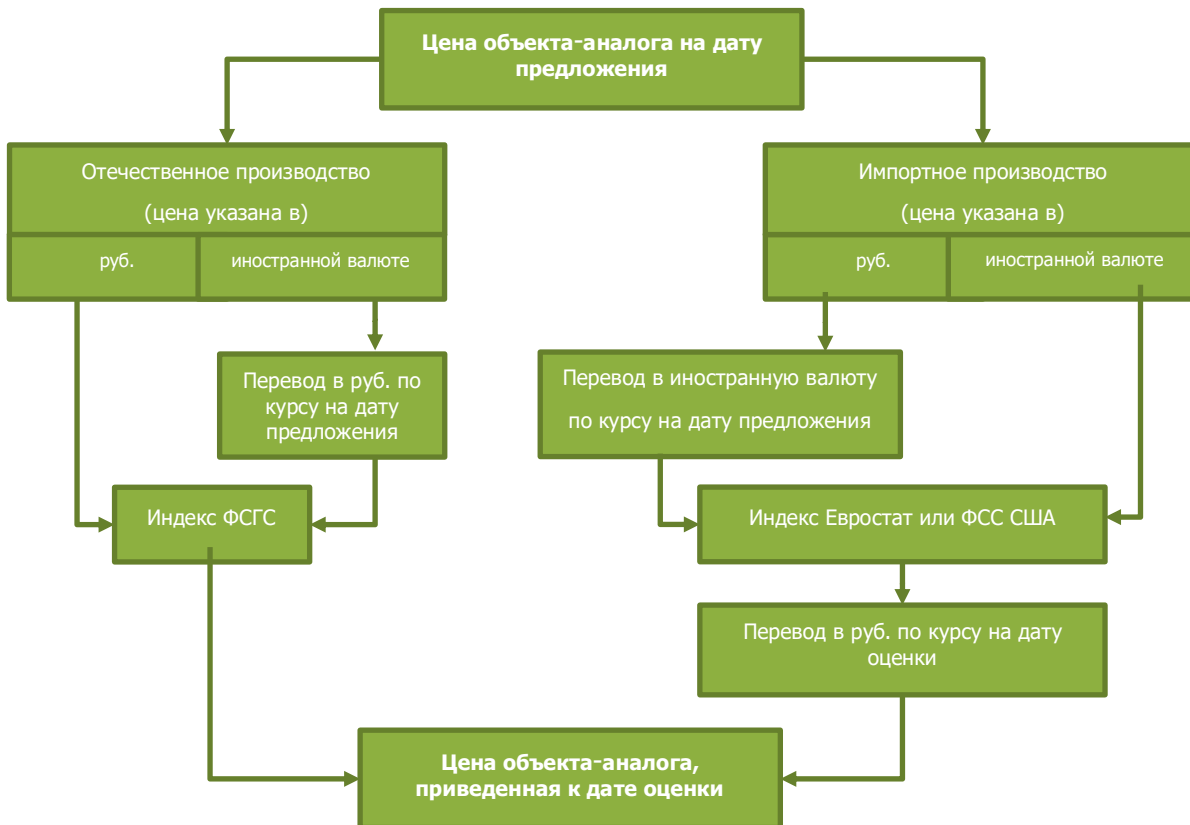 Цена объекта-аналога на дату
предложения
Отечественное производство
(цена указана в)
руб.
иностранной валюте
Импортное производство
(цена указана в)
руб.
иностранной валюте
Перевод в руб. по
курсу на дату
предложения
Перевод в иностранную валюту
по курсу на дату предложения
Индекс ФСГС
Индекс Евростат или ФСС США
Перевод в руб. по курсу на дату
оценки
Цена объекта-аналога,
приведенная к дате оценки